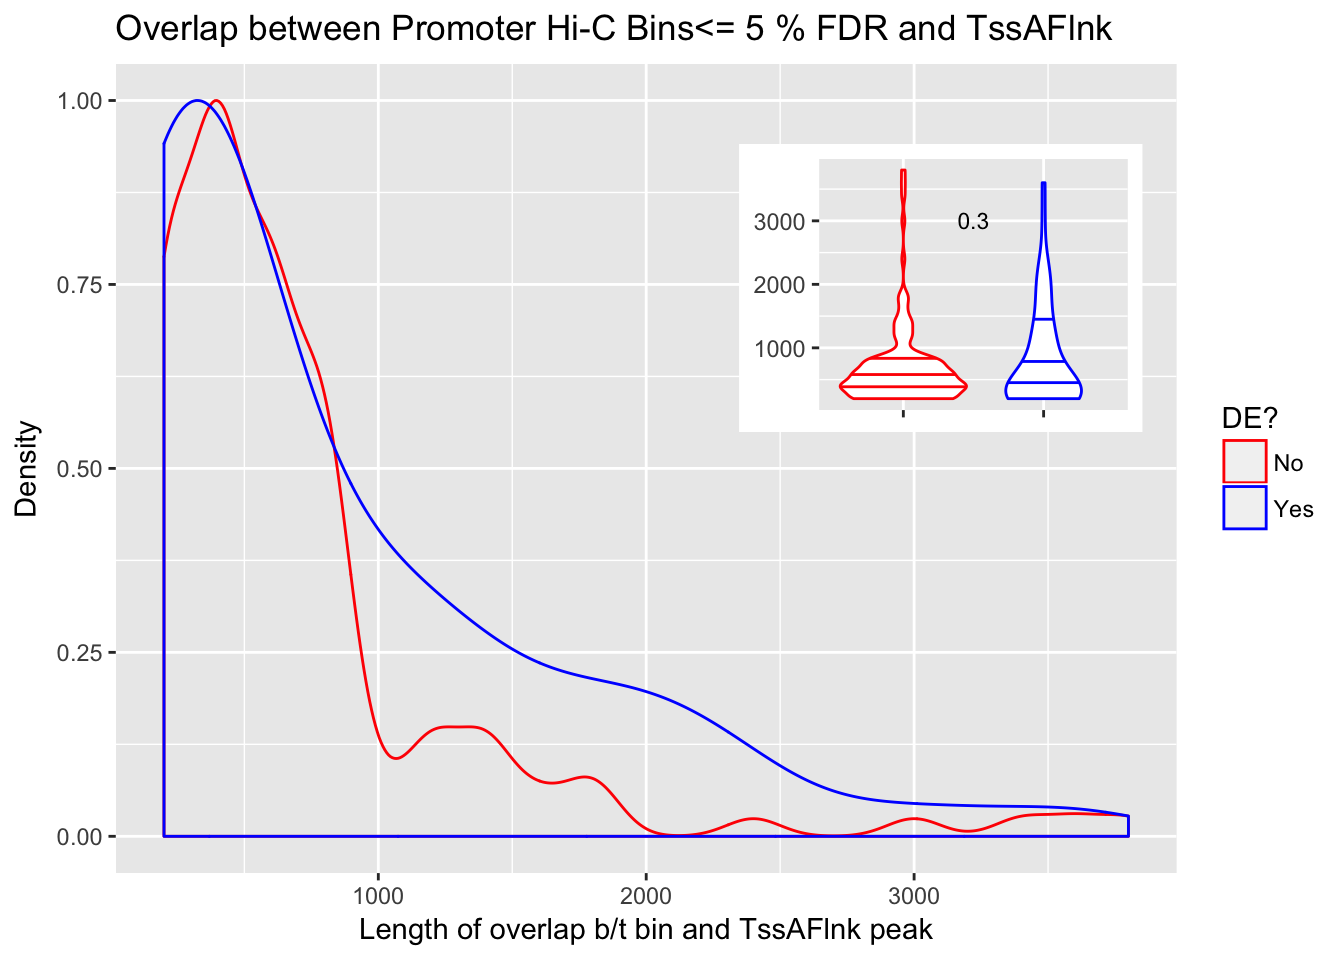 Overlap between Promoter Hi-C Bins<= 5 % FDR and TssAFlnk
1.00
0.75
0.50
0.25
0.00
Density
1000
2000
3000
Length of overlap b/t bin and TssAFlnk peak
3000
2000
1000
0.3
DE?
No
Yes